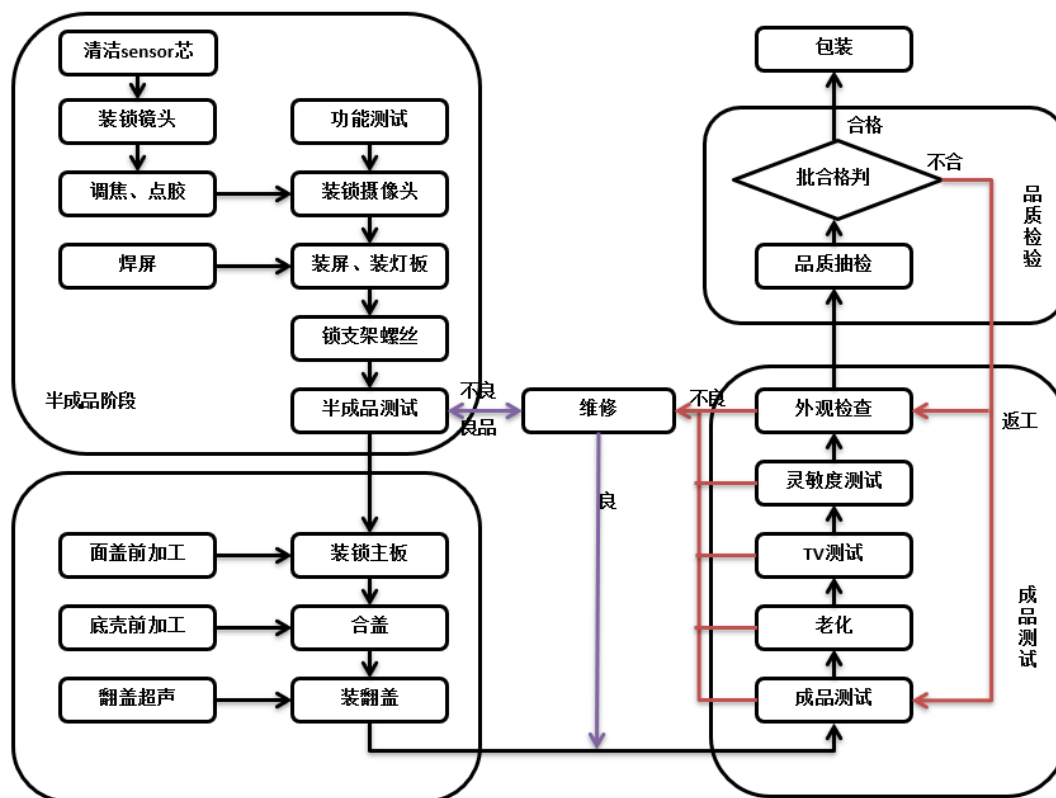 清洁sensor芯
装锁镜头
功能测试
调焦、点胶
装锁摄像头
焊屏
装屏、装灯板
锁支架螺丝
半成品阶段
半成品测试
不良
良品
维修
良
面盖前加工
装锁主板
底壳前加工
合盖
翻盖超声
装翻盖
包装
合格
不合
批合格判
品质抽检
品质检验
不良
外观检查
返工
灵敏度测试
TV测试
老化
成品测试
成品测试